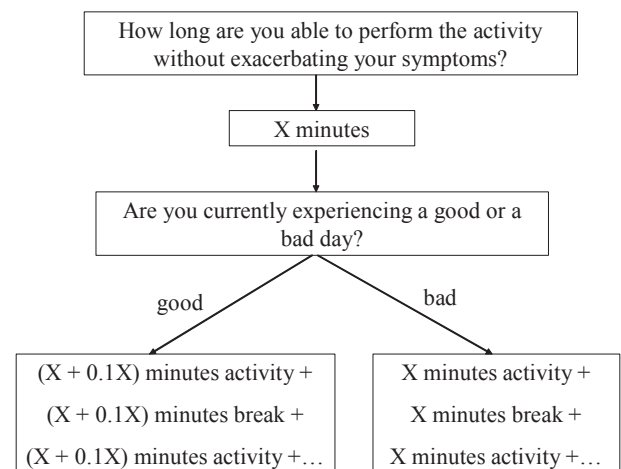 How long are you able to perform the activity
without exacerbating your symptoms?
X minutes
Are you currently experiencing a good or a
bad day?
good
bad
(X + 0.1X) minutes activity +
(X + 0.1X) minutes break +
(X + 0.1X) minutes activity +…
X minutes activity +
X minutes break +
X minutes activity +…